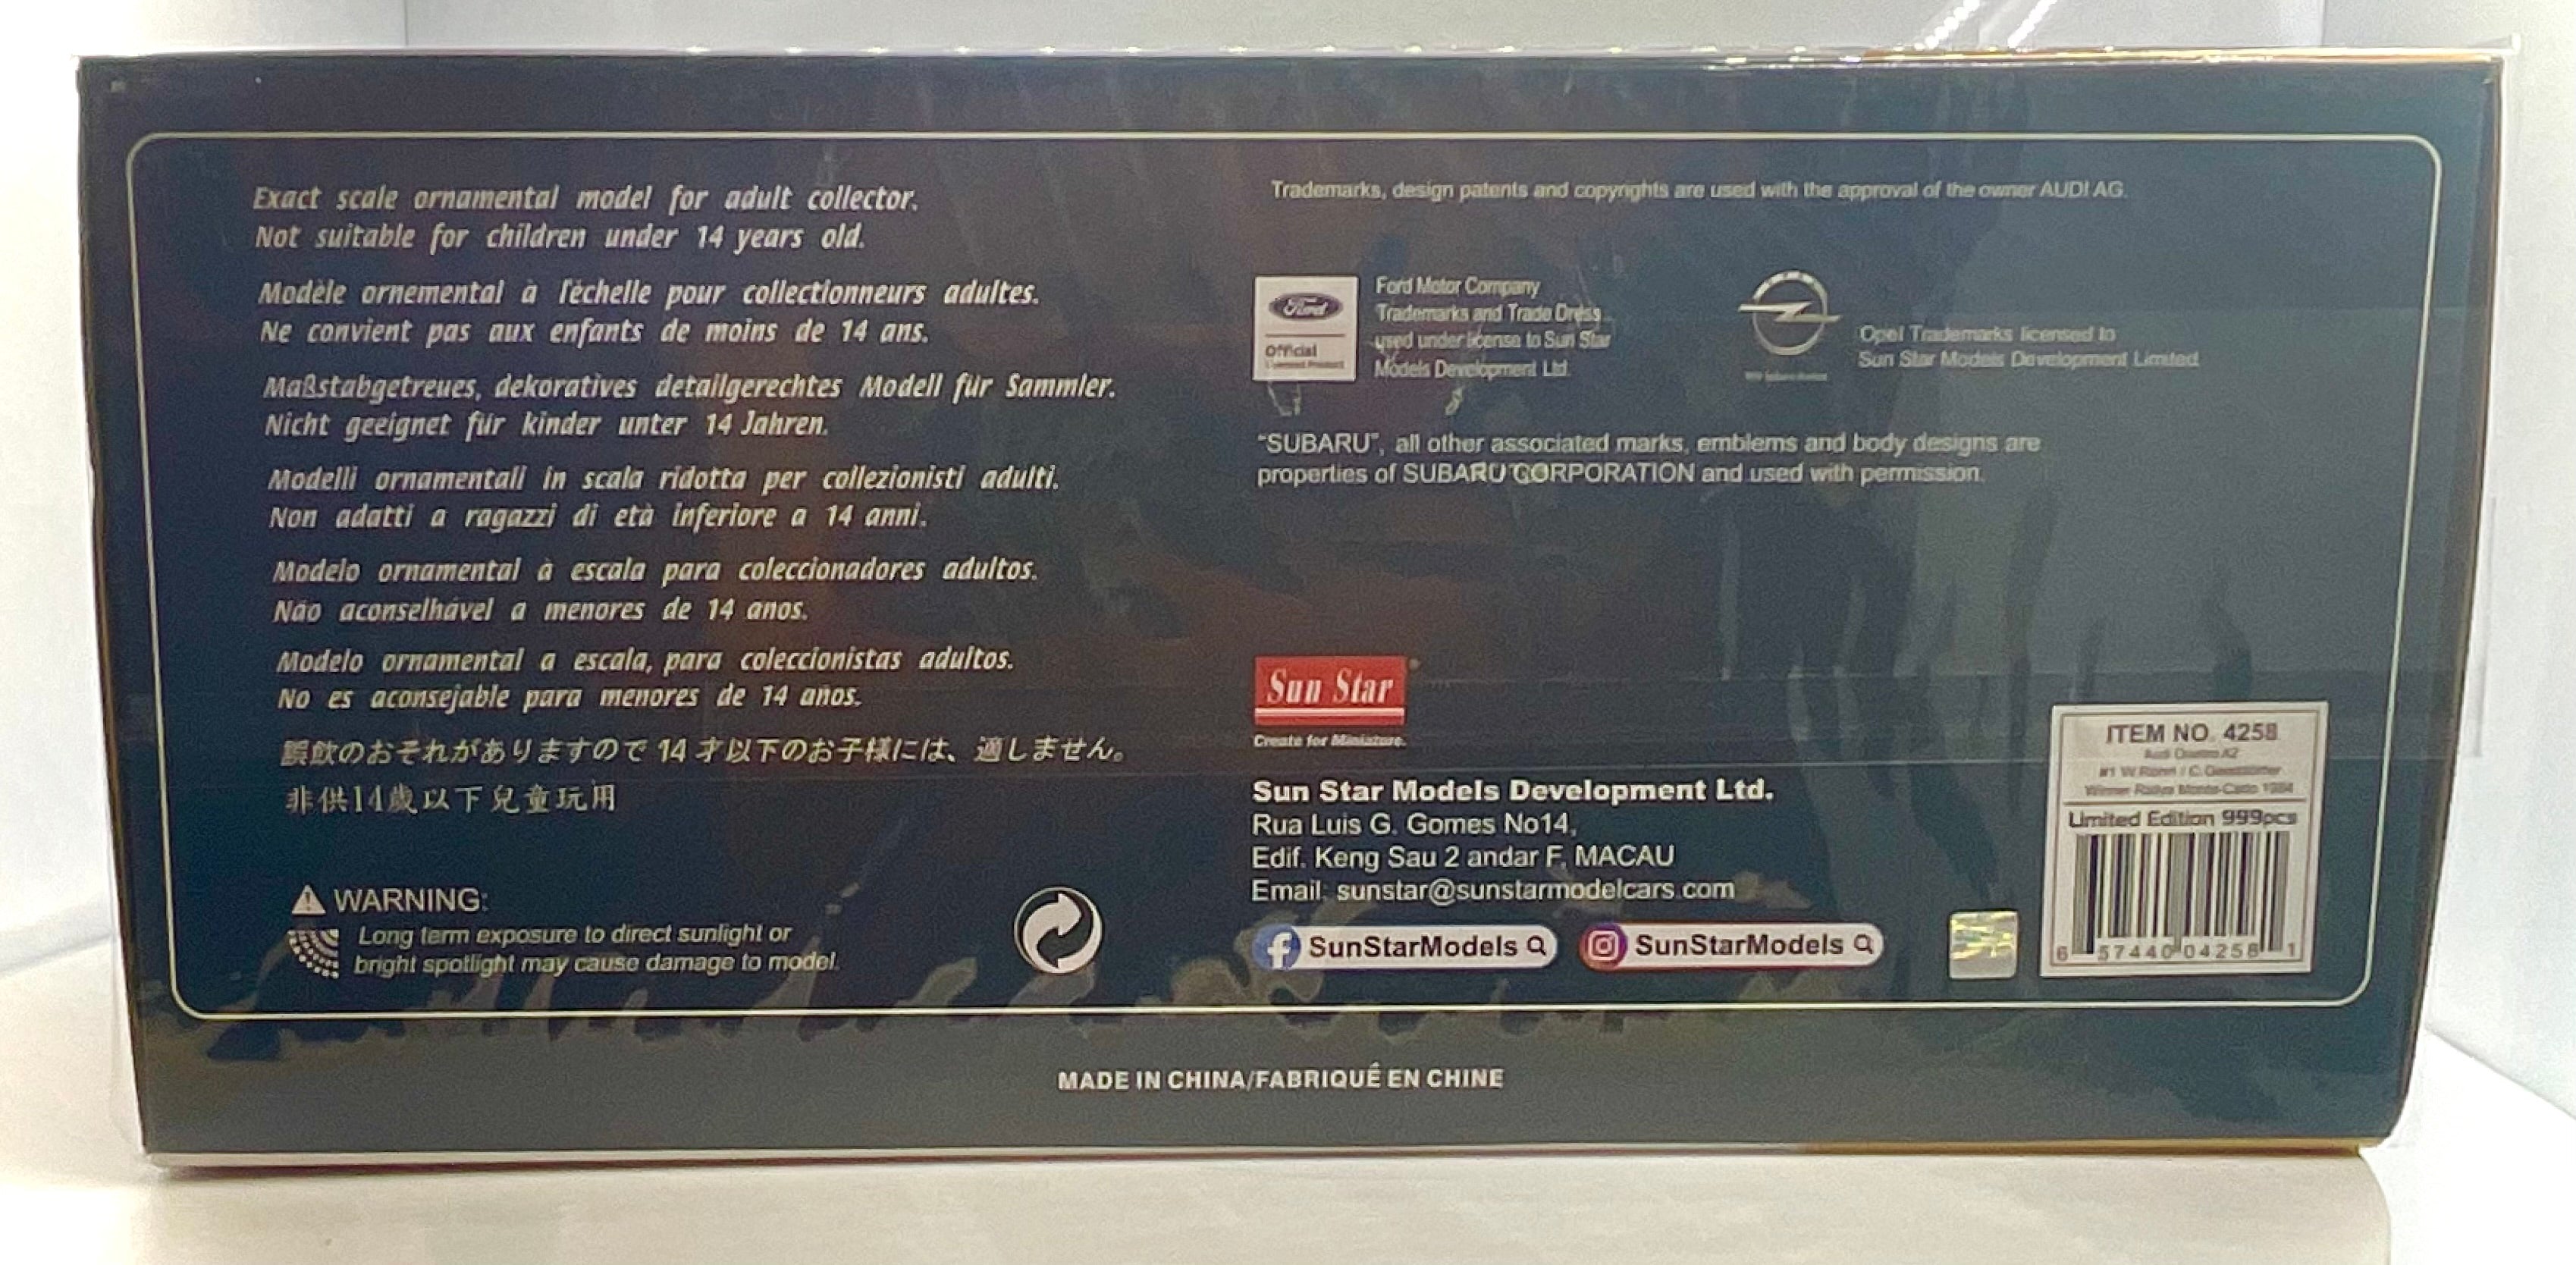 Exact scale ornamental model for adult collector.
Not suitable for children under 14 years old.
Modèle ornemental à l'échelle pour collectionneurs adultes.
Ne convient pas aux enfants de moins de 14 ans.
Maßstabgetreues, dekoratives detailgerechtes Modell für Sammler.
Nicht geeignet für kinder unter 14 Jahren.
Modelli ornamentali in scala ridotta per collezionisti adulti.
Non adatti a ragazzi di età inferiore a 14 anni.
Modelo ornamental à escala para coleccionadores adultos.
Não aconselhável a menores de 14 anos.
Modelo ornamental a escala, para coleccionistas adultos.
No es aconsejable para menores de 14 años.
誤飲のおそれがありますので 14 才以下のお子様には、適しません。
非供14歲以下兒童玩用
WARNING:
Long term exposure to direct sunlight or
bright spotlight may cause damage to model.
Trademarks, design patents and copyrights are used with the approval of the owner AUDI AG.
Ford
Official
Licensed Product
Ford Motor Company
Trademarks and Trade Dress
used under license to Sun Star
Models Development Ltd.
Opel Trademarks licensed to
Sun Star Models Development Limited
"SUBARU", all other associated marks, emblems and body designs are
properties of SUBARU CORPORATION and used with permission.
Sun Star
Create for Miniature.
Sun Star Models Development Ltd.
Rua Luis G. Gomes No14,
Edif. Keng Sau 2 andar F, MACAU
Email: sunstar@sunstarmodelcars.com
SunStarModels
SunStarModels
ITEM NO. 4258
Audi Quattro A2
Winner Rallye Monte-Carlo 1984
Limited Edition 999pcs
6 57440 04258 1
MADE IN CHINA/FABRIQUÉ EN CHINE